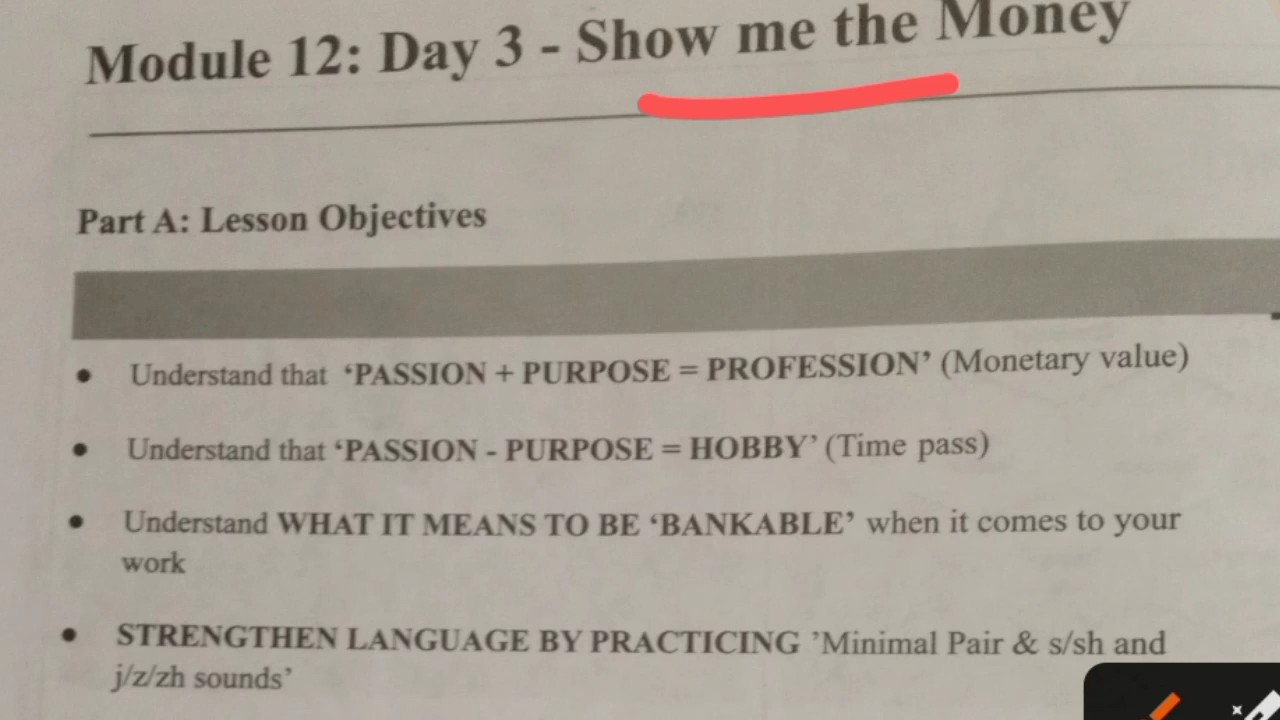 Module 12: Day 3 - Show me the Money
Part A: Lesson Objectives
• Understand that ‘PASSION + PURPOSE = PROFESSION’ (Monetary value)
• Understand that ‘PASSION - PURPOSE = HOBBY’ (Time pass)
• Understand WHAT IT MEANS TO BE ‘BANKABLE’ when it comes to your
work
• STRENGTHEN LANGUAGE BY PRACTICING ’Minimal Pair & s/sh and
j/z/zh sounds’